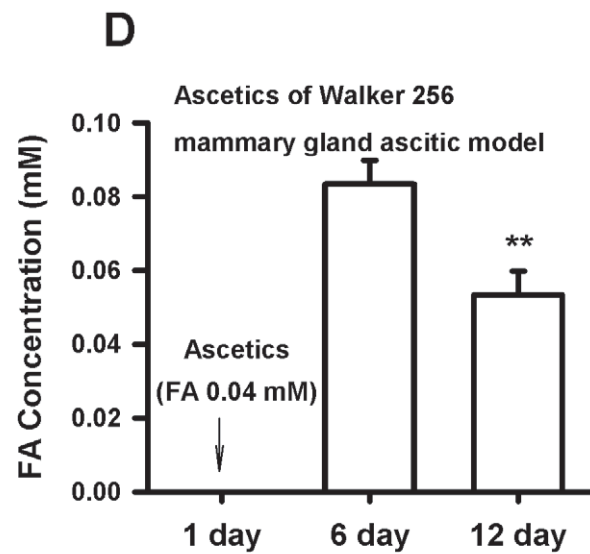 D
Ascetics of Walker 256
mammary gland ascitic model
FA Concentration (mM)
0.10
0.08
0.06
0.04
0.02
0.00
**
Ascetics
(FA 0.04 mM)
1 day
6 day
12 day